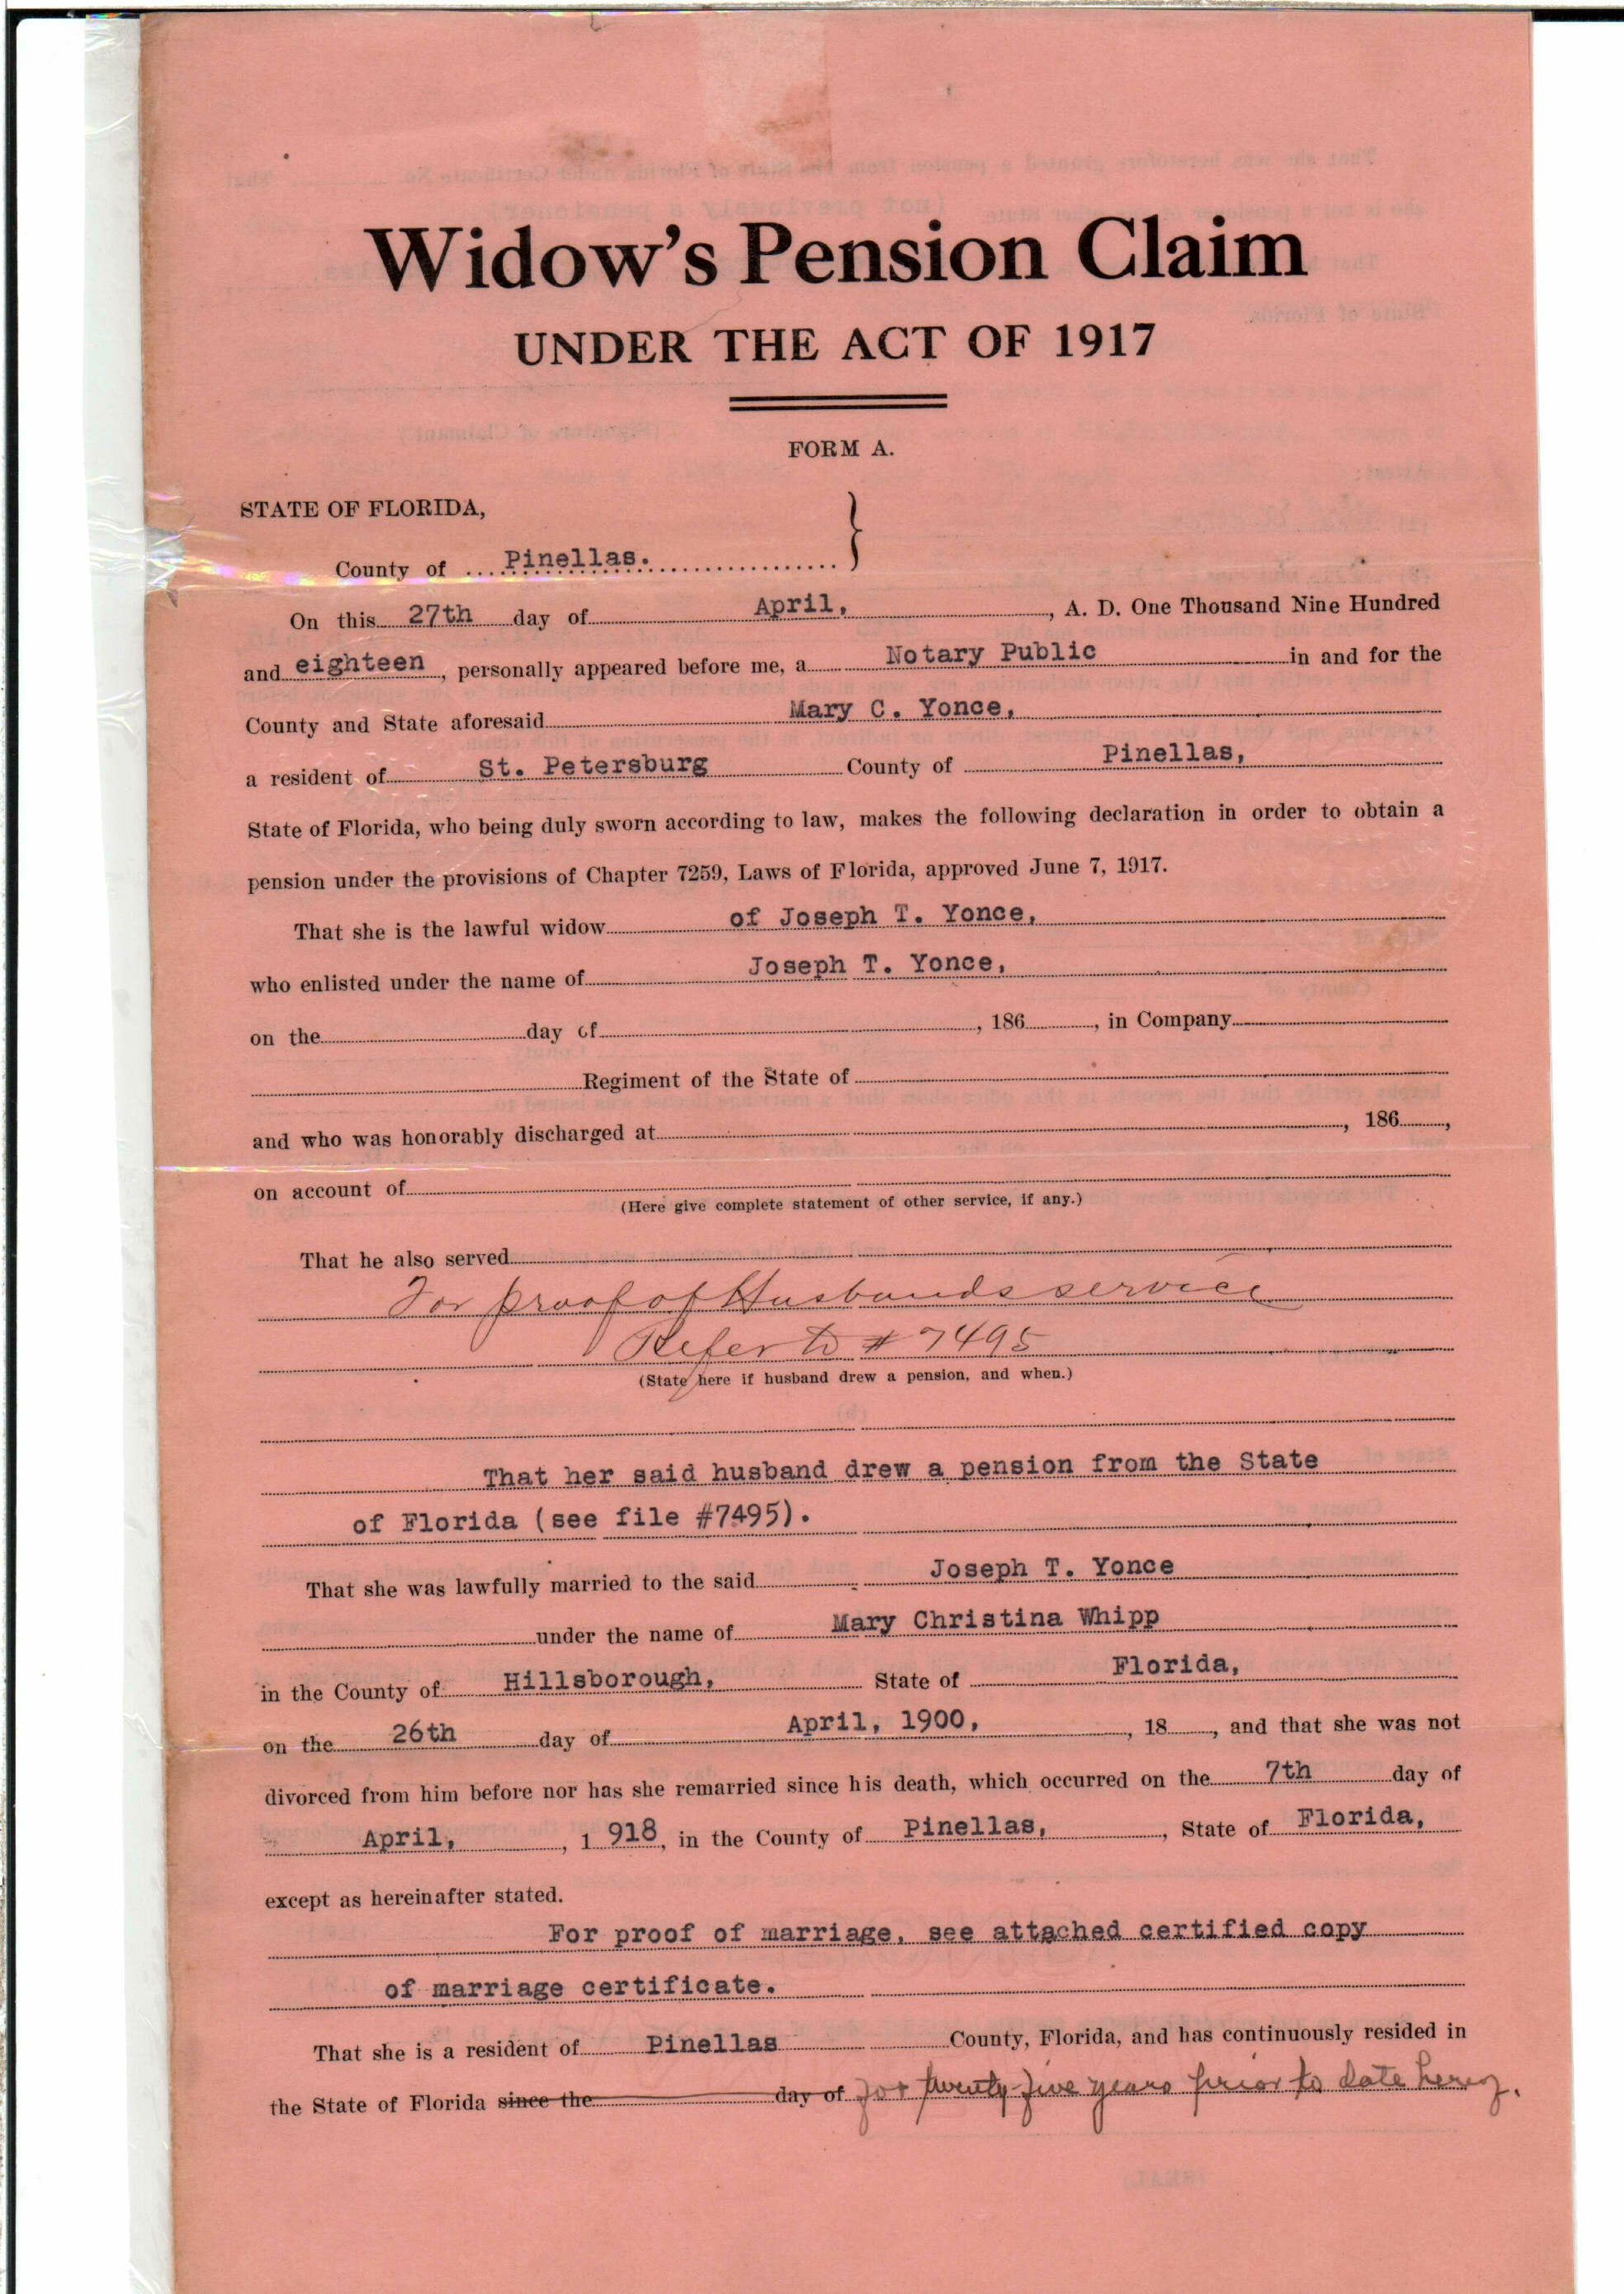 Widow's Pension Claim
UNDER THE ACT OF 1917
FORM A.
STATE OF FLORIDA,
County of Pinellas.
On this 27th day of April, , A. D. One Thousand Nine Hundred
and eighteen , personally appeared before me, a Notary Public in and for the
County and State aforesaid Mary C. Yonce,
a resident of St. Petersburg County of Pinellas,
State of Florida, who being duly sworn according to law, makes the following declaration in order to obtain a
pension under the provisions of Chapter 7259, Laws of Florida, approved June 7, 1917.
That she is the lawful widow of Joseph T. Yonce,
who enlisted under the name of Joseph T. Yonce,
on the day of , 186 , in Company
Regiment of the State of
and who was honorably discharged at , 186 ,
on account of
(Here give complete statement of other service, if any.)
That he also served
For proof of Husbands service
Refer to # 7495
(State here if husband drew a pension, and when.)
That her said husband drew a pension from the State
of Florida (see file #7495).
That she was lawfully married to the said Joseph T. Yonce
under the name of Mary Christina Whipp
in the County of Hillsborough, State of Florida,
on the 26th day of April, 1900, , 18 , and that she was not
divorced from him before nor has she remarried since his death, which occurred on the 7th day of
April, , 1 918, in the County of Pinellas, , State of Florida,
except as hereinafter stated.
For proof of marriage, see attached certified copy
of marriage certificate.
That she is a resident of Pinellas County, Florida, and has continuously resided in
the State of Florida since the day of for twenty-five years prior to date hereof.